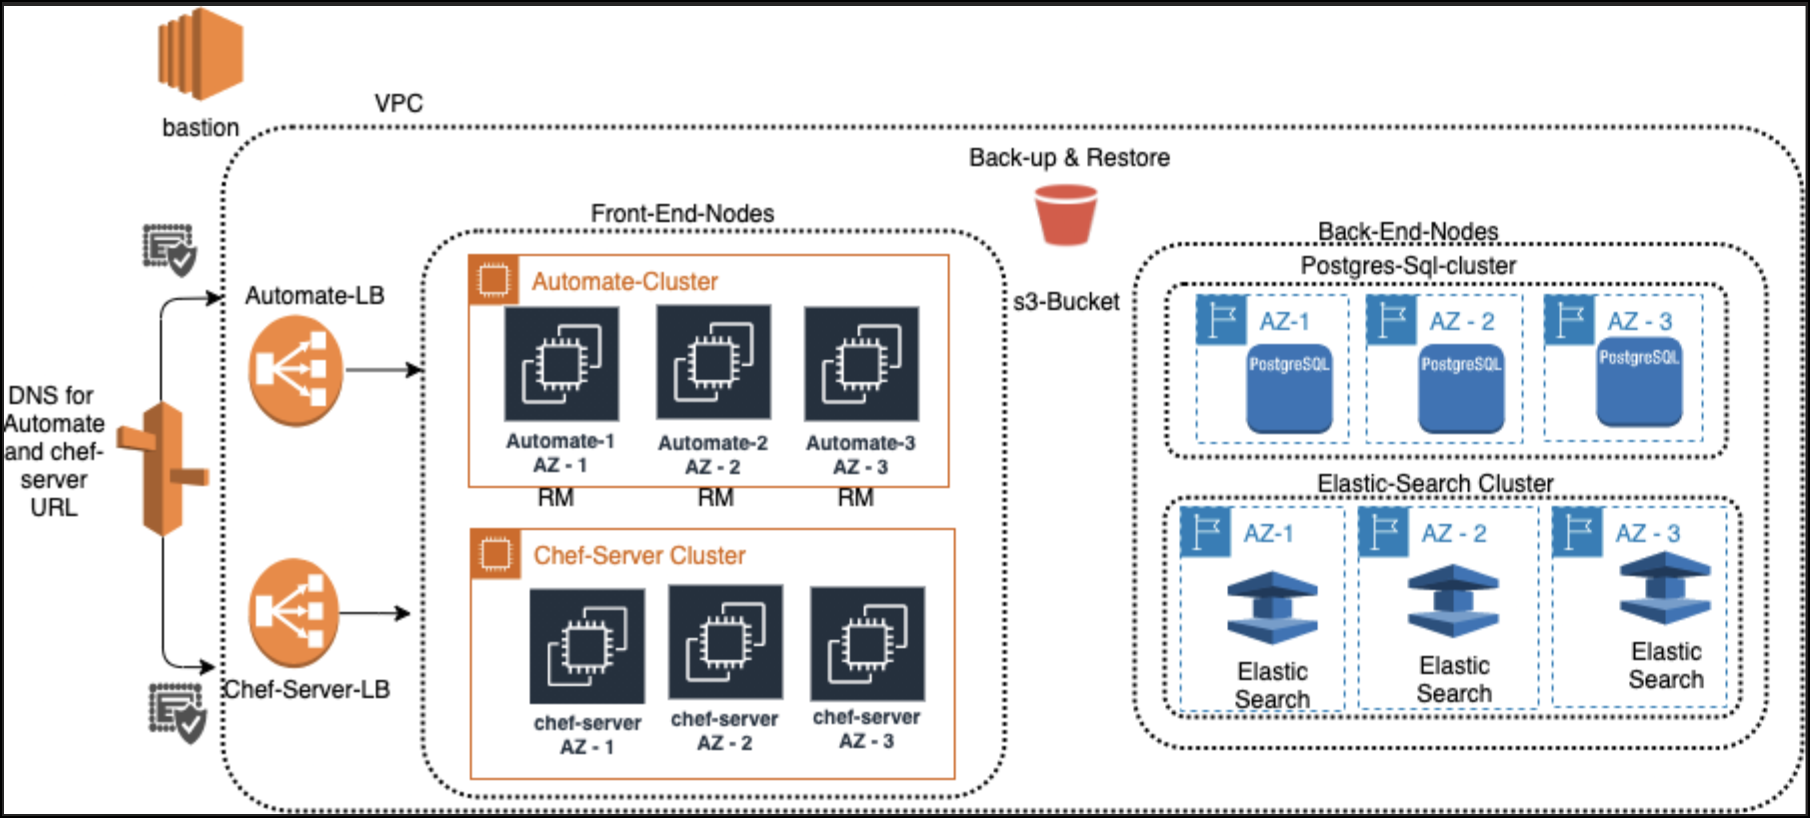 bastion
VPC
Back-up & Restore
s3-Bucket
DNS for
Automate
and chef-
server
URL
Automate-LB
Chef-Server-LB
Front-End-Nodes
Automate-Cluster
Automate-1
AZ - 1
Automate-2
AZ - 2
Automate-3
AZ - 3
RM
RM
RM
Chef-Server Cluster
chef-server
AZ - 1
chef-server
AZ - 2
chef-server
AZ - 3
Back-End-Nodes
Postgres-Sql-cluster
AZ-1
PostgreSQL
AZ - 2
PostgreSQL
AZ - 3
PostgreSQL
Elastic-Search Cluster
AZ-1
Elastic
Search
AZ - 2
Elastic
Search
AZ - 3
Elastic
Search